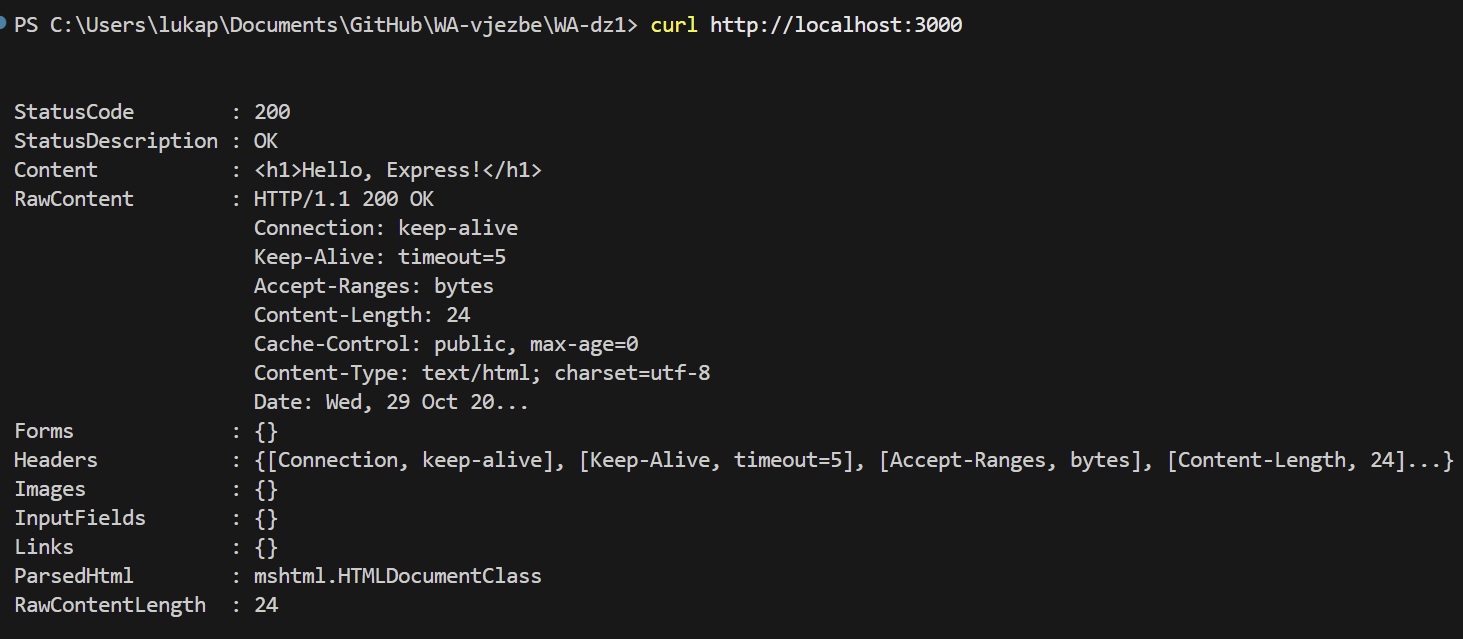 PS C:\Users\lukap\Documents\GitHub\WA-vjezbe\WA-dz1> curl http://localhost:3000
StatusCode        : 200
StatusDescription : OK
Content           : <h1>Hello, Express!</h1>
RawContent        : HTTP/1.1 200 OK
                    Connection: keep-alive
                    Keep-Alive: timeout=5
                    Accept-Ranges: bytes
                    Content-Length: 24
                    Cache-Control: public, max-age=0
                    Content-Type: text/html; charset=utf-8
                    Date: Wed, 29 Oct 20...
Forms             : {}
Headers           : {[Connection, keep-alive], [Keep-Alive, timeout=5], [Accept-Ranges, bytes], [Content-Length, 24]...}
Images            : {}
InputFields       : {}
Links             : {}
ParsedHtml        : mshtml.HTMLDocumentClass
RawContentLength  : 24